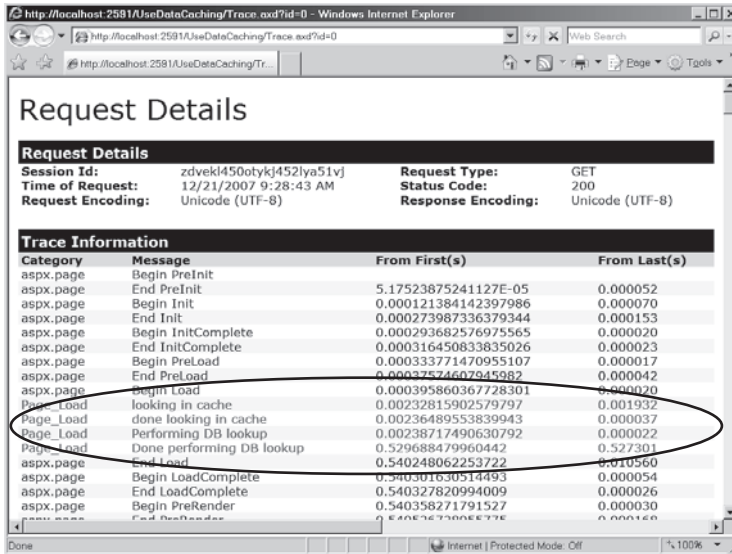 http://localhost:2591/UseDataCaching/Trace.axd?id=0 - Windows Internet Explorer
http://localhost:2591/UseDataCaching/Trace.axd?id=0 Web Search
http://localhost:2591/UseDataCaching/Tr... Page Tools
Request Details
Request Details
Session Id: zdvekl450otykj452lya51vj Request Type: GET
Time of Request: 12/21/2007 9:28:43 AM Status Code: 200
Request Encoding: Unicode (UTF-8) Response Encoding: Unicode (UTF-8)
Trace Information
Category Message From First(s) From Last(s)
aspx.page Begin PreInit
aspx.page End PreInit 5.17523875241127E-05 0.000052
aspx.page Begin Init 0.000121384142397986 0.000070
aspx.page End Init 0.000273987336379344 0.000153
aspx.page Begin InitComplete 0.000293682576975565 0.000020
aspx.page End InitComplete 0.000316450833835026 0.000023
aspx.page Begin PreLoad 0.000333771470955107 0.000017
aspx.page End PreLoad 0.00037574607945982 0.000042
aspx.page Begin Load 0.000395860367728301 0.000020
Page_Load looking in cache 0.00232815902579797 0.001932
Page_Load done looking in cache 0.00236489553839943 0.000037
Page_Load Performing DB lookup 0.00238717490630792 0.000022
Page_Load Done performing DB lookup 0.529688479960442 0.527301
aspx.page End Load 0.540248062253722 0.010560
aspx.page Begin LoadComplete 0.540301630514493 0.000054
aspx.page End LoadComplete 0.540327820994009 0.000026
aspx.page Begin PreRender 0.540358271791527 0.000030
aspx.page End PreRender
Done Internet | Protected Mode: Off 100%